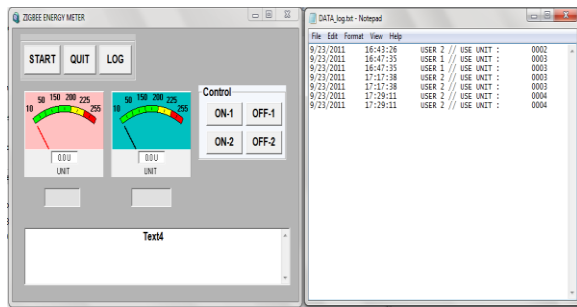 ZIGBEE ENERGY METER
START QUIT LOG
10 50 150 200 225 255
0.0 U
UNIT
10 50 150 200 225 255
0.0 U
UNIT
Control
ON-1 OFF-1
ON-2 OFF-2
Text4
DATA_log.txt - Notepad
File Edit Format View Help
9/23/2011 16:43:26 USER 2 // USE UNIT : 0002
9/23/2011 16:47:35 USER 1 // USE UNIT : 0003
9/23/2011 16:47:35 USER 2 // USE UNIT : 0003
9/23/2011 17:17:38 USER 2 // USE UNIT : 0003
9/23/2011 17:17:38 USER 2 // USE UNIT : 0003
9/23/2011 17:29:11 USER 2 // USE UNIT : 0004
9/23/2011 17:29:11 USER 2 // USE UNIT : 0004